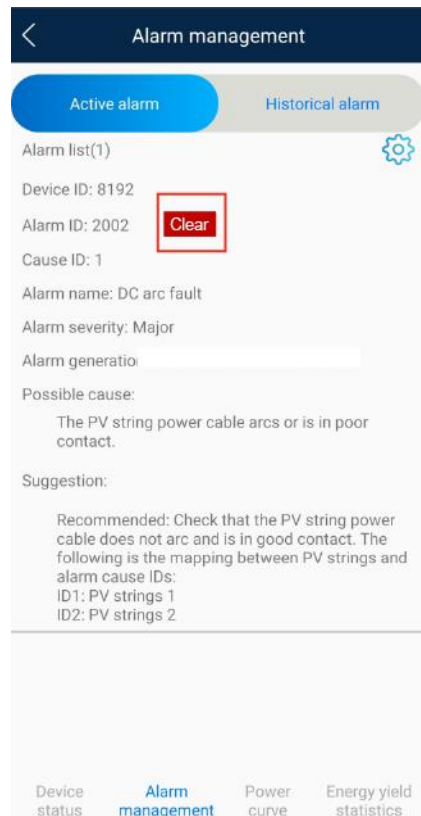 Alarm management
Active alarm
Historical alarm
Alarm list(1)
Device ID: 8192
Alarm ID: 2002
Clear
Cause ID: 1
Alarm name: DC arc fault
Alarm severity: Major
Alarm generatio
Possible cause:
The PV string power cable arcs or is in poor
contact.
Suggestion:
Recommended: Check that the PV string power
cable does not arc and is in good contact. The
following is the mapping between PV strings and
alarm cause IDs:
ID1: PV strings 1
ID2: PV strings 2
Device
status
Alarm
management
Power
curve
Energy yield
statistics